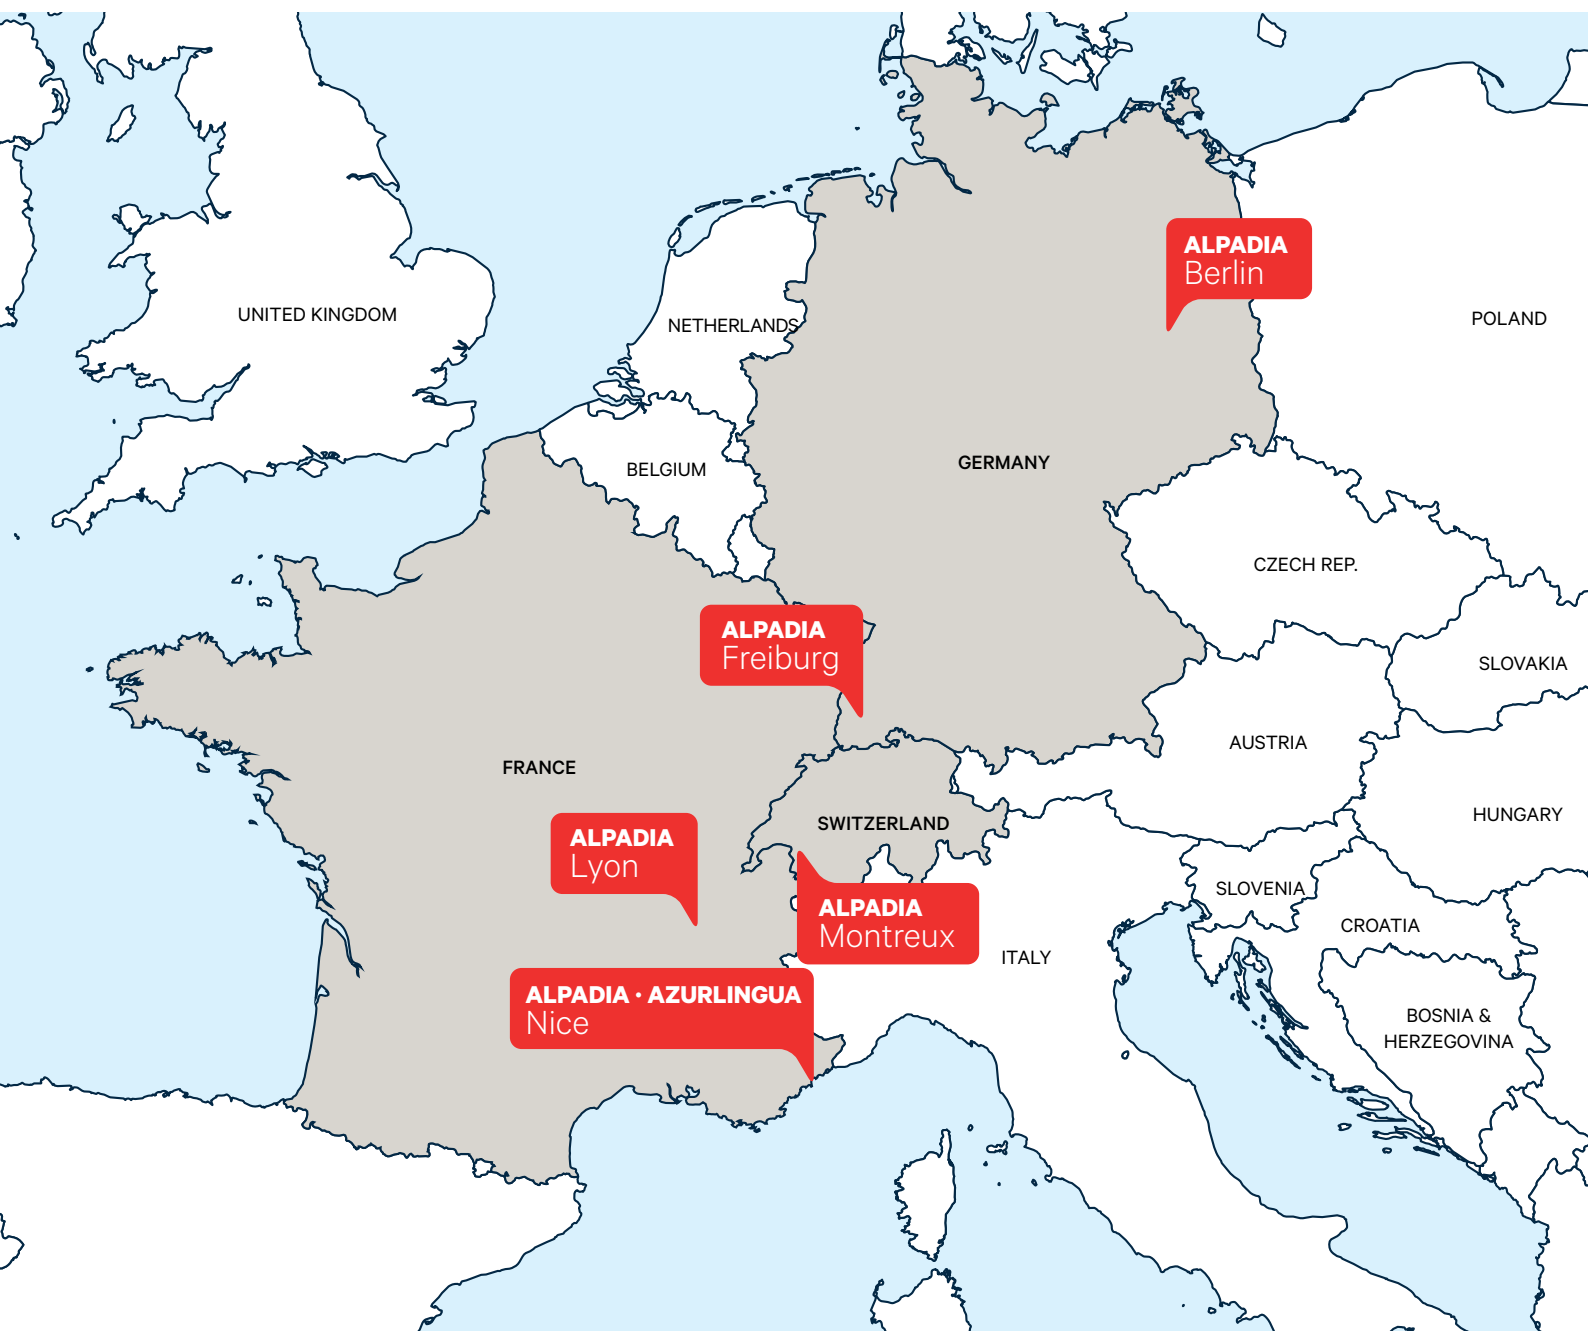 ALPADIA
Berlin
UNITED KINGDOM
NETHERLANDS
POLAND
BELGIUM
GERMANY
CZECH REP.
ALPADIA
Freiburg
SLOVAKIA
AUSTRIA
FRANCE
SWITZERLAND
HUNGARY
ALPADIA
Lyon
SLOVENIA
ALPADIA
Montreux
CROATIA
ITALY
ALPADIA · AZURLINGUA
Nice
BOSNIA &
HERZEGOVINA